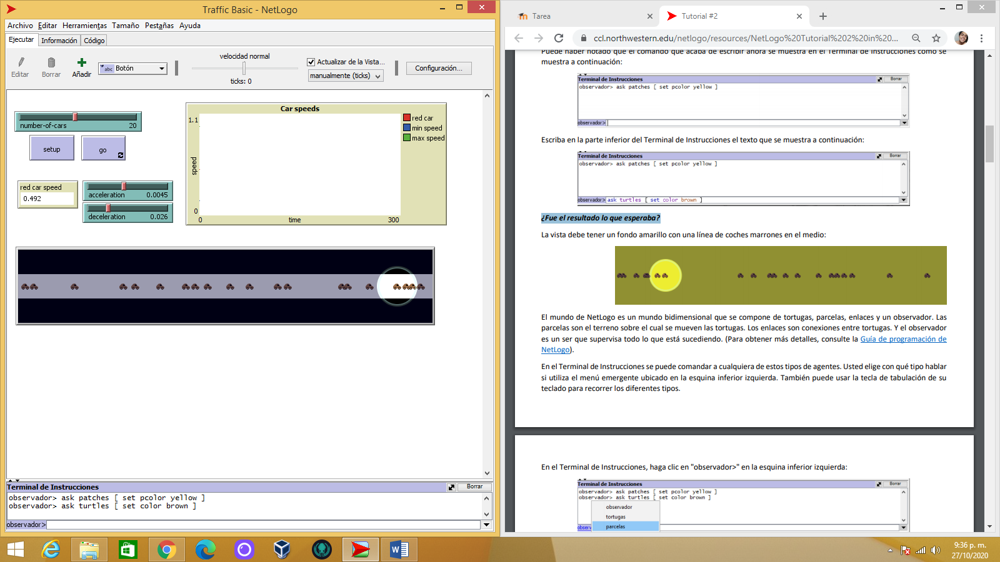 Traffic Basic - NetLogo
Archivo Editar Herramientas Tamaño Pestañas Ayuda
Ejecutar Información Código
Editar Borrar Añadir
abc Botón
velocidad normal
ticks: 0
Actualizar de la Vista...
manualmente (ticks)
Configuración...
number-of-cars 20
setup
go
red car speed
0.492
acceleration 0.0045
deceleration 0.026
Car speeds
1.1
speed
0
0 time 300
red car
min speed
max speed
Terminal de Instrucciones
Borrar
observador> ask patches [ set pcolor yellow ]
observador> ask turtles [ set color brown ]
observador>
Tarea
Tutorial #2
ccl.northwestern.edu/netlogo/resources/NetLogo%20Tutorial%202%20in%20...
Puede haber notado que el comando que acaba de escribir ahora se muestra en el Terminal de Instrucciones como se
muestra a continuación:
Terminal de Instrucciones Borrar
observador> ask patches [ set pcolor yellow ]
observador>
Escriba en la parte inferior del Terminal de Instrucciones el texto que se muestra a continuación:
Terminal de Instrucciones Borrar
observador> ask patches [ set pcolor yellow ]
observador> ask turtles [ set color brown ]
¿Fue el resultado lo que esperaba?
La vista debe tener un fondo amarillo con una línea de coches marrones en el medio:
El mundo de NetLogo es un mundo bidimensional que se compone de tortugas, parcelas, enlaces y un observador. Las
parcelas son el terreno sobre el cual se mueven las tortugas. Los enlaces son conexiones entre tortugas. Y el observador
es un ser que supervisa todo lo que está sucediendo. (Para obtener más detalles, consulte la Guía de programación de
NetLogo).
En el Terminal de Instrucciones se puede comandar a cualquiera de estos tipos de agentes. Usted elige con qué tipo hablar
si utiliza el menú emergente ubicado en la esquina inferior izquierda. También puede usar la tecla de tabulación de su
teclado para recorrer los diferentes tipos.
En el Terminal de Instrucciones, haga clic en "observador>" en la esquina inferior izquierda:
Terminal de Instrucciones Borrar
observador> ask patches [ set pcolor yellow ]
observador> ask turtles [ set color brown ]
observador
tortugas
parcelas
observ
9:36 p. m.
27/10/2020